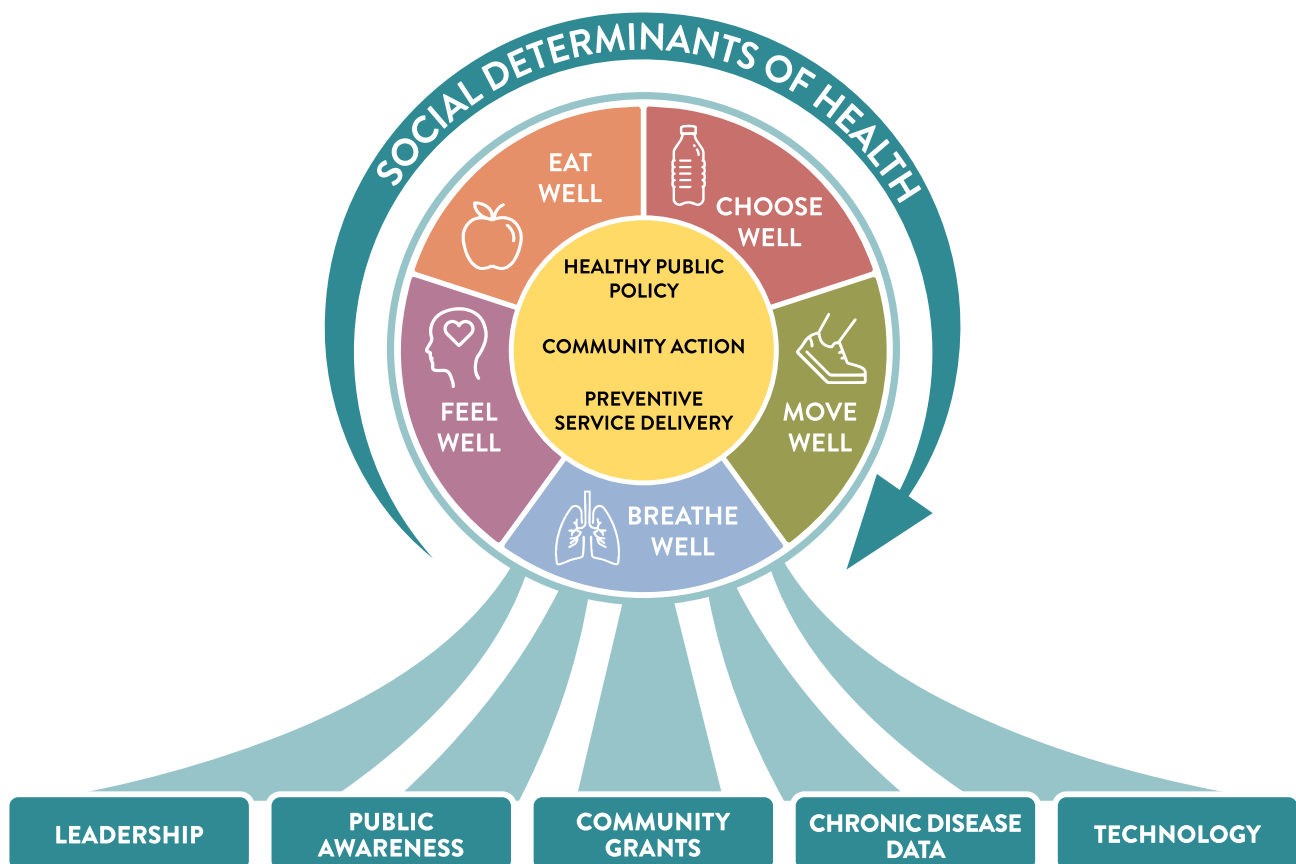 SOCIAL DETERMINANTS OF HEALTH
EAT
WELL
CHOOSE
WELL
HEALTHY PUBLIC
POLICY
COMMUNITY ACTION
PREVENTIVE
SERVICE DELIVERY
FEEL
WELL
MOVE
WELL
BREATHE
WELL
LEADERSHIP
PUBLIC
AWARENESS
COMMUNITY
GRANTS
CHRONIC DISEASE
DATA
TECHNOLOGY